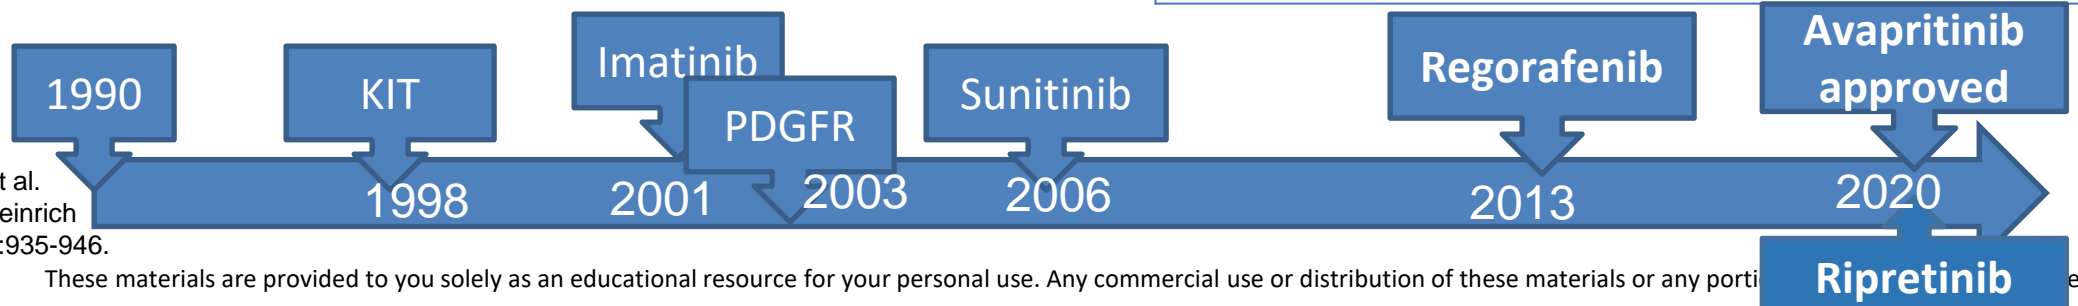 1990
KIT
Imatinib
PDGFR
Sunitinib
Regorafenib
Avapritinib
approved
1998
2001
2003
2006
2013
2020
t al.
einrich
:935-946.
Ripretinib
These materials are provided to you solely as an educational resource for your personal use. Any commercial use or distribution of these materials or any